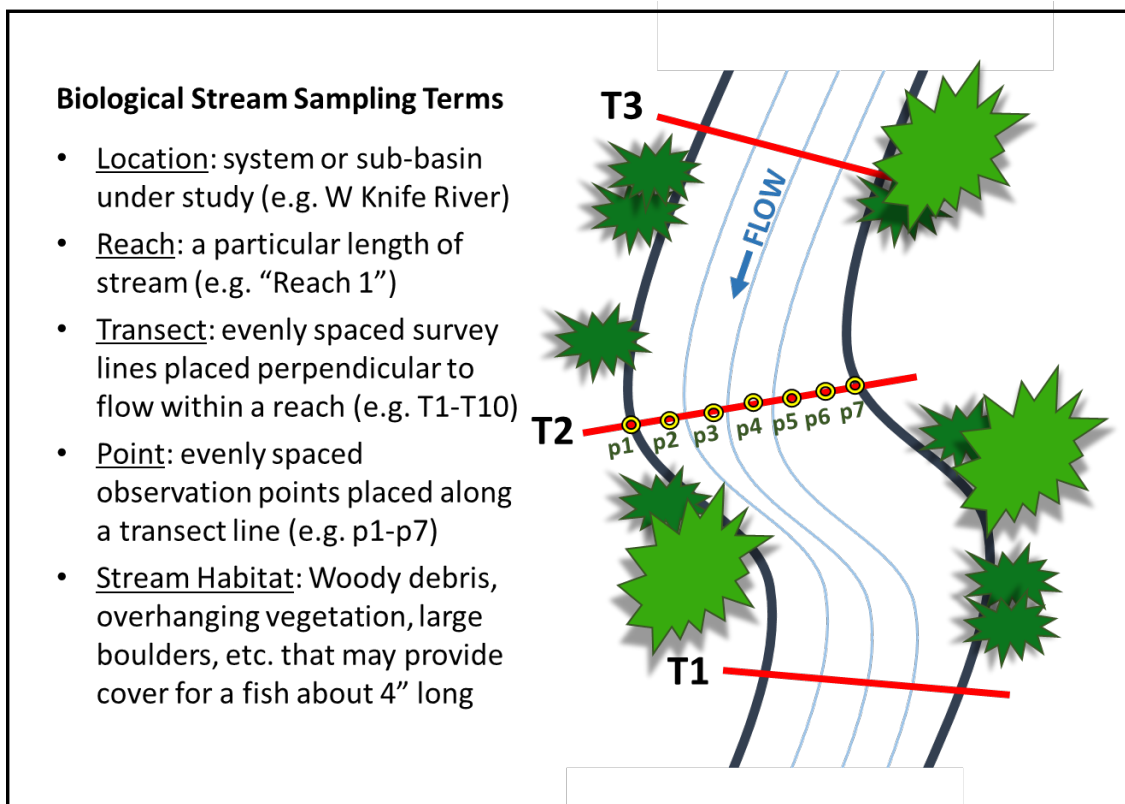 Biological Stream Sampling Terms
• Location: system or sub-basin
under study (e.g. W Knife River)
• Reach: a particular length of
stream (e.g. “Reach 1”)
• Transect: evenly spaced survey
lines placed perpendicular to
flow within a reach (e.g. T1-T10)
• Point: evenly spaced
observation points placed along
a transect line (e.g. p1-p7)
• Stream Habitat: Woody debris,
overhanging vegetation, large
boulders, etc. that may provide
cover for a fish about 4” long
T3
FLOW
T2
p1 p2 p3 p4 p5 p6 p7
T1